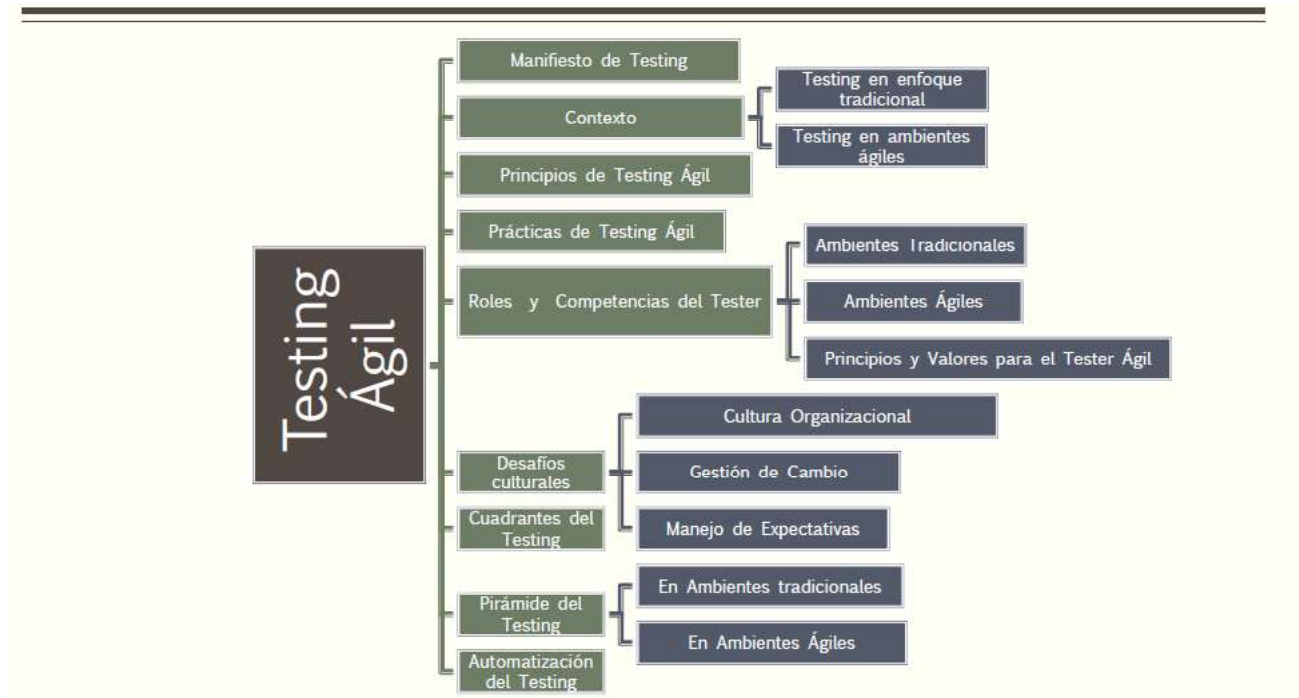 Testing
Ágil
Manifiesto de Testing
Contexto
Testing en enfoque
tradicional
Testing en ambientes
ágiles
Principios de Testing Ágil
Prácticas de Testing Ágil
Roles y Competencias del Tester
Ambientes Tradicionales
Ambientes Ágiles
Principios y Valores para el Tester Ágil
Desafíos
culturales
Cultura Organizacional
Gestión de Cambio
Manejo de Expectativas
Cuadrantes del
Testing
Pirámide del
Testing
En Ambientes tradicionales
En Ambientes Ágiles
Automatización
del Testing